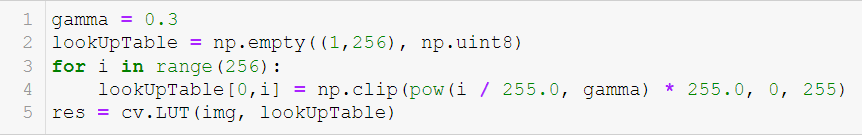 1 gamma = 0.3
2 lookUpTable = np.empty((1,256), np.uint8)
3 for i in range(256):
4     lookUpTable[0,i] = np.clip(pow(i / 255.0, gamma) * 255.0, 0, 255)
5 res = cv.LUT(img, lookUpTable)